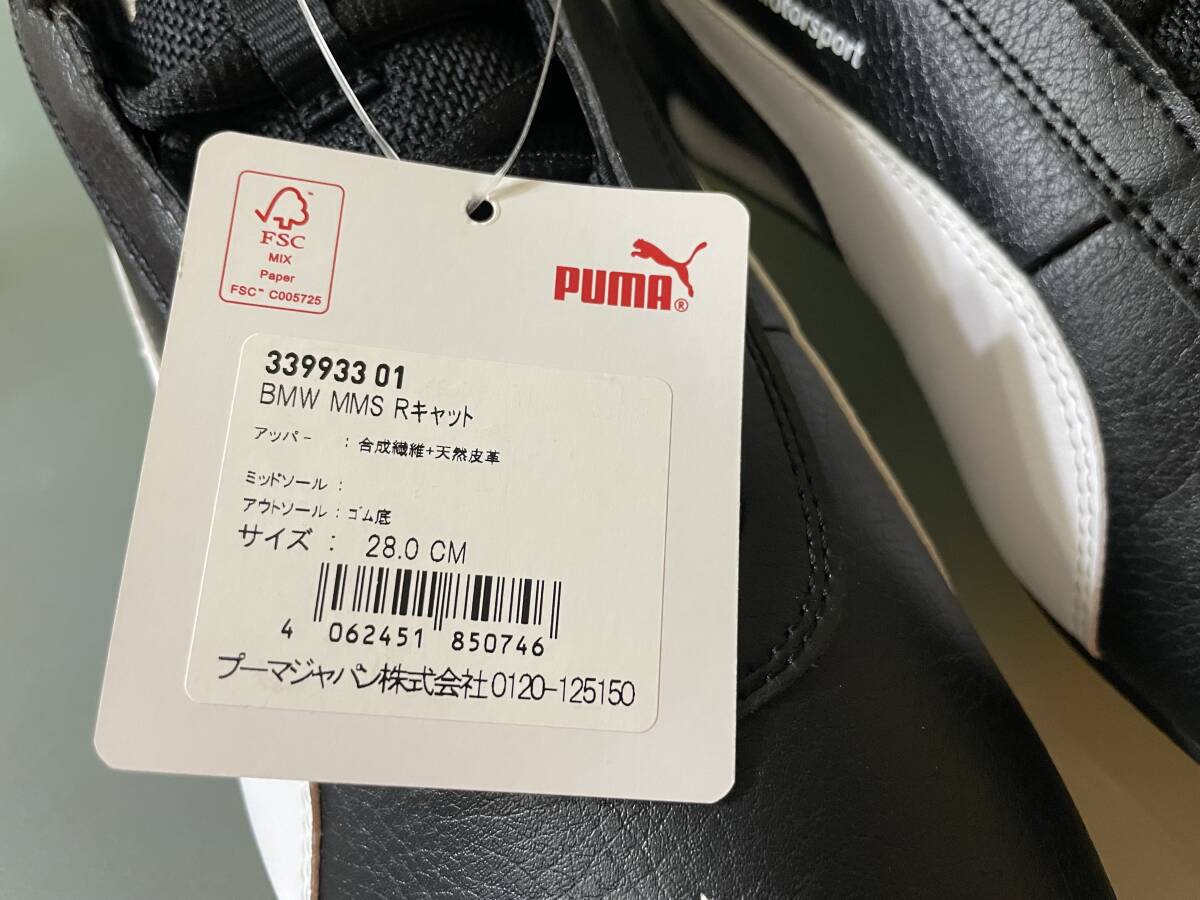 otorsport
FSC™
MIX
Paper
FSC™ C005725
PUMA®
339933 01
BMW MMS Rキャット
アッパー : 合成繊維+天然皮革
ミッドソール :
アウトソール : ゴム底
サイズ : 28.0 CM
4 062451 850746
プーマジャパン株式会社0120-125150